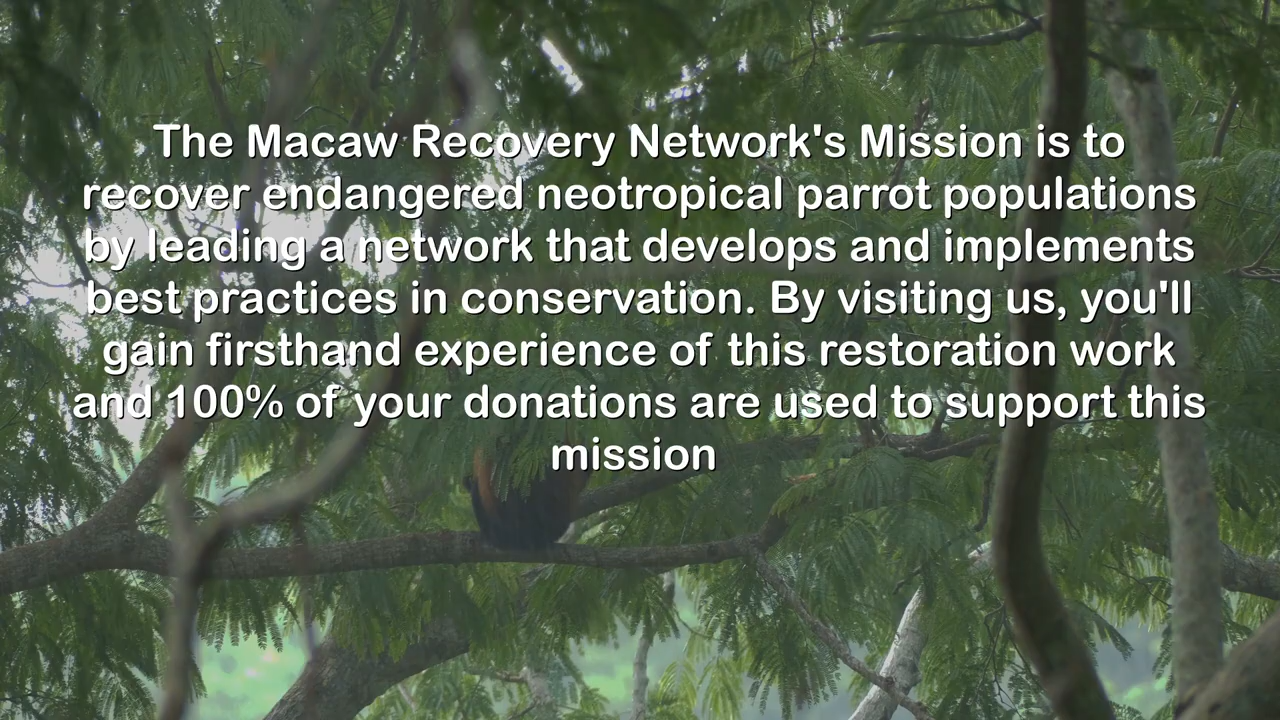 The Macaw Recovery Network's Mission is to
recover endangered neotropical parrot populations
by leading a network that develops and implements
best practices in conservation. By visiting us, you'll
gain firsthand experience of this restoration work
and 100% of your donations are used to support this
mission